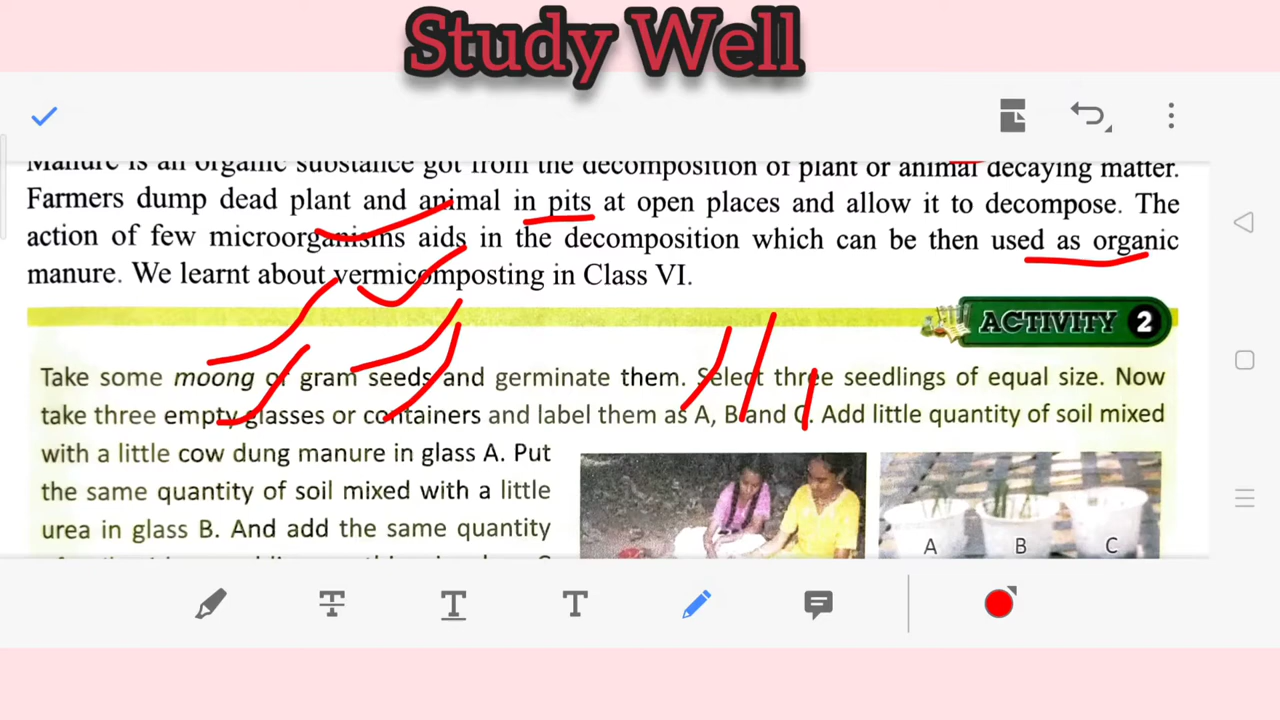 Study Well
Manure is an organic substance got from the decomposition of plant or animal decaying matter.
Farmers dump dead plant and animal in pits at open places and allow it to decompose. The
action of few microorganisms aids in the decomposition which can be then used as organic
manure. We learnt about vermicomposting in Class VI.
ACTIVITY 2
Take some moong or gram seeds and germinate them. Select three seedlings of equal size. Now
take three empty glasses or containers and label them as A, B and C. Add little quantity of soil mixed
with a little cow dung manure in glass A. Put
the same quantity of soil mixed with a little
urea in glass B. And add the same quantity
A B C
T T T